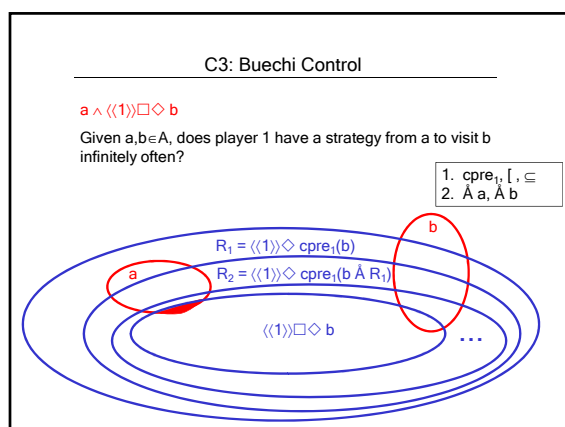 C3: Buechi Control
a ∧ ⟨⟨1⟩⟩□◇ b
Given a,b∈A, does player 1 have a strategy from a to visit b
infinitely often?
1. cpre₁, [ , ⊆
2. Å a, Å b
b
R₁ = ⟨⟨1⟩⟩◇ cpre₁(b)
a
R₂ = ⟨⟨1⟩⟩◇ cpre₁(b Å R₁)
⟨⟨1⟩⟩□◇ b
...